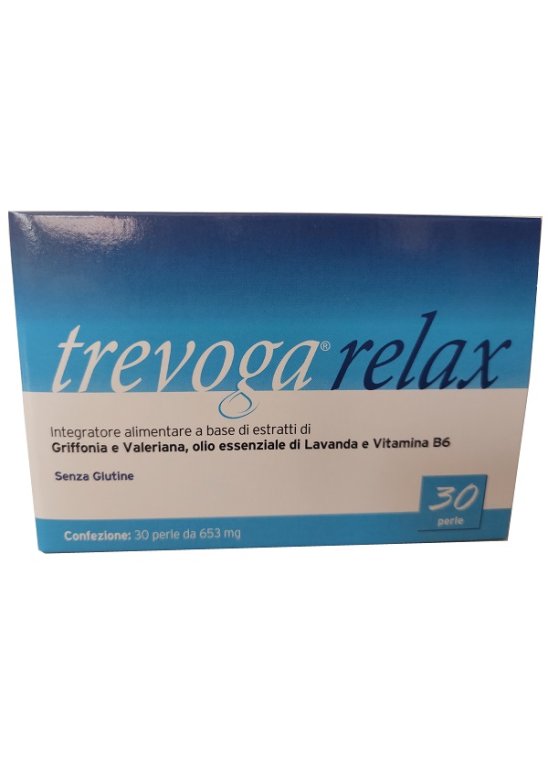 trevoga® relax
Integratore alimentare a base di estratti di
Griffonia e Valeriana, olio essenziale di Lavanda e Vitamina B6
Senza Glutine
30
perle
Confezione: 30 perle da 653 mg